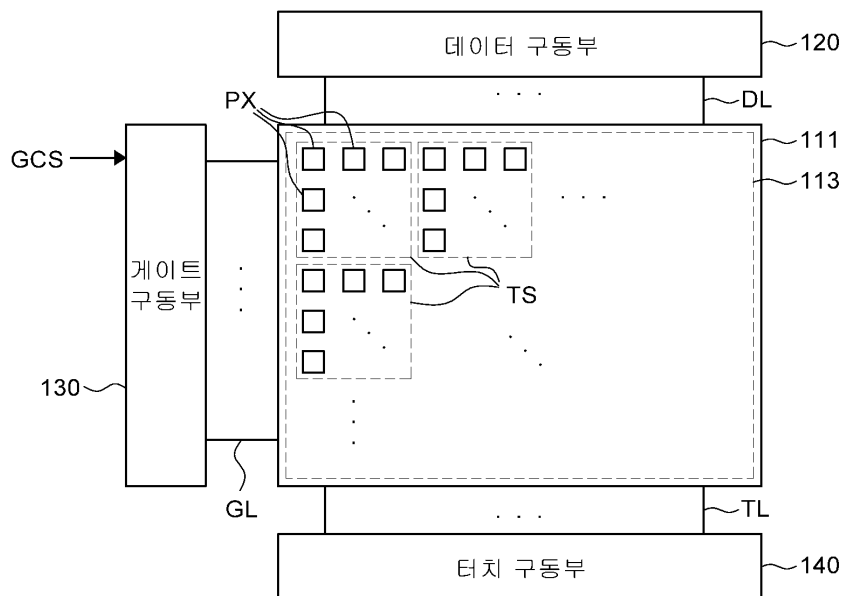 데이터 구동부
120
PX
DL
GCS
111
113
게이트
구동부
TS
130
GL
TL
터치 구동부
140